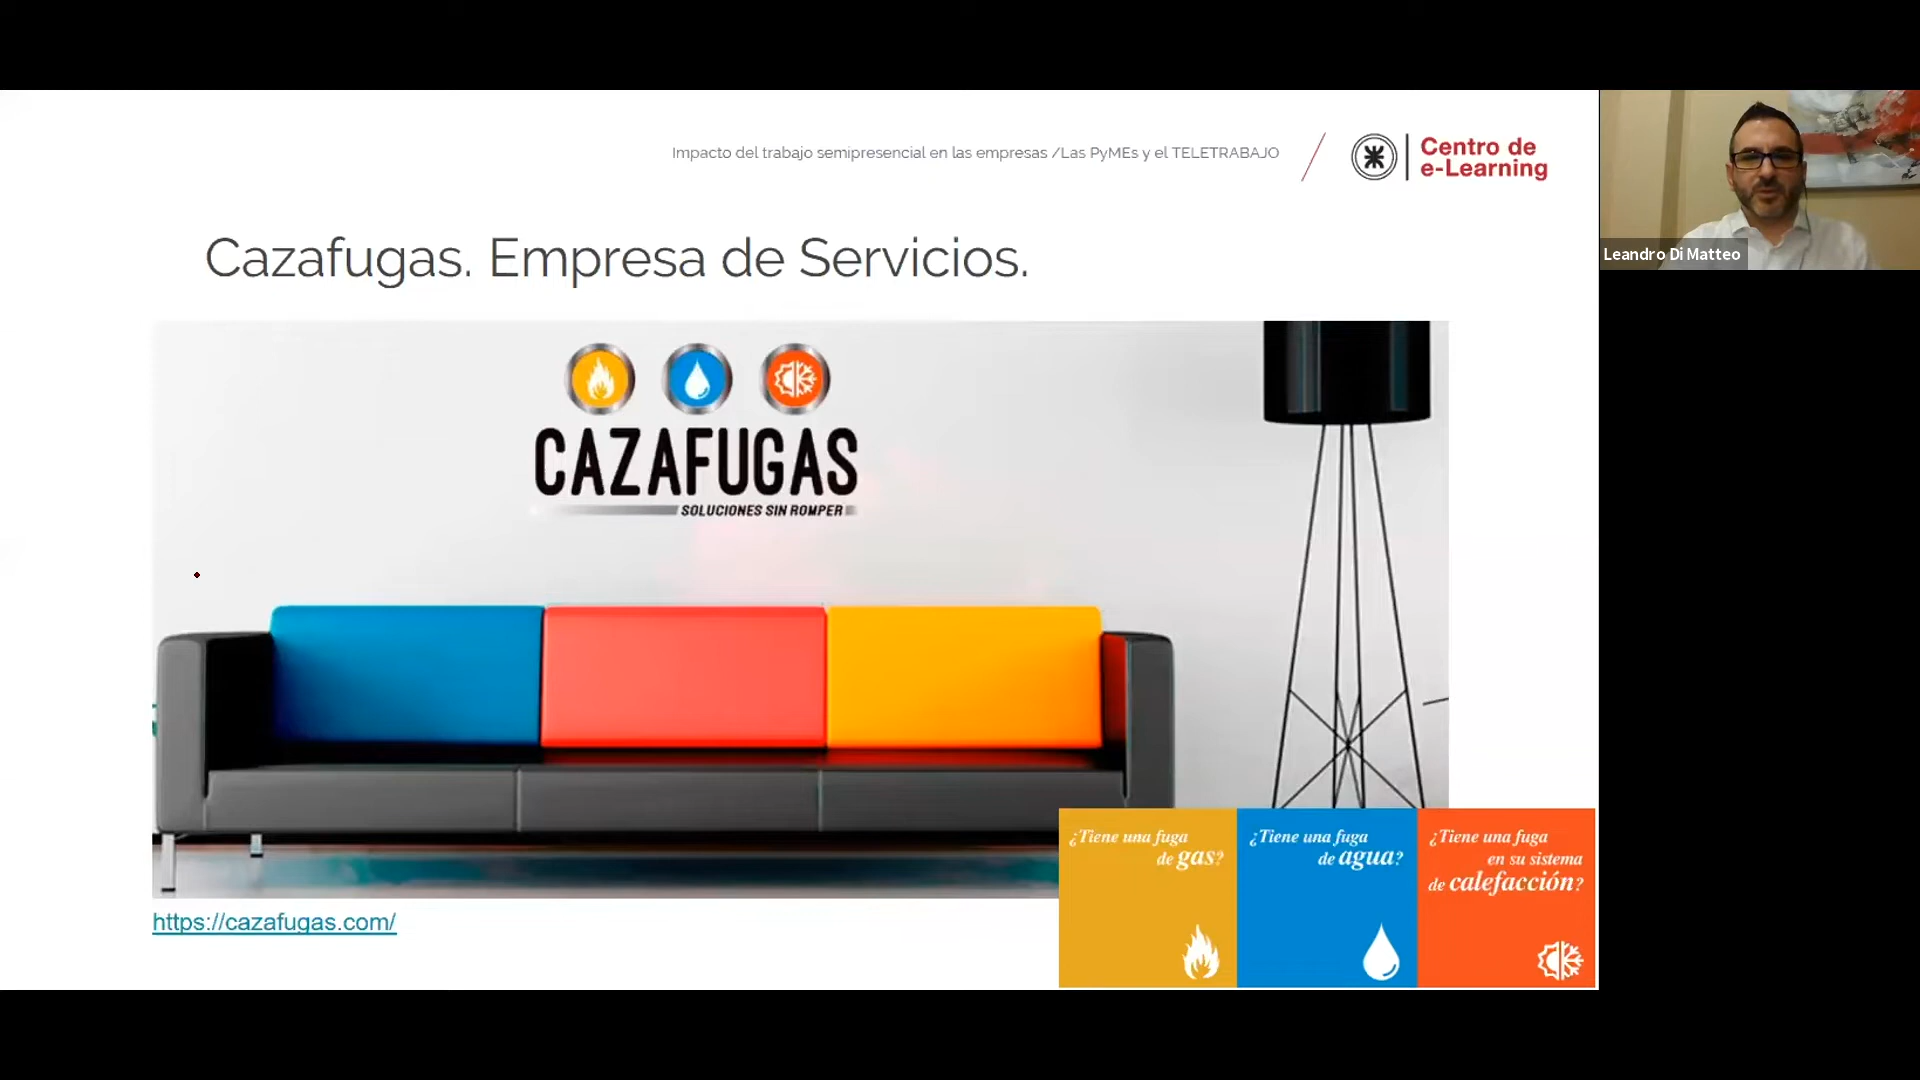 Impacto del trabajo semipresencial en las empresas /Las PyMEs y el TELETRABAJO
Centro de
e-Learning
Leandro Di Matteo
Cazafugas. Empresa de Servicios.
CAZAFUGAS
SOLUCIONES SIN ROMPER
¿Tiene una fuga
de gas?
¿Tiene una fuga
de agua?
¿Tiene una fuga
en su sistema
de calefacción?
https://cazafugas.com/